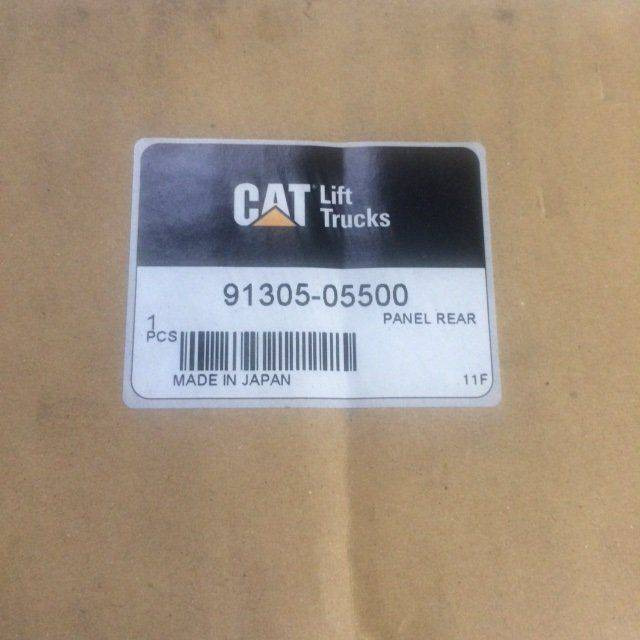 CAT Lift
Trucks
91305-05500
PANEL REAR
1
PCS
MADE IN JAPAN
11F